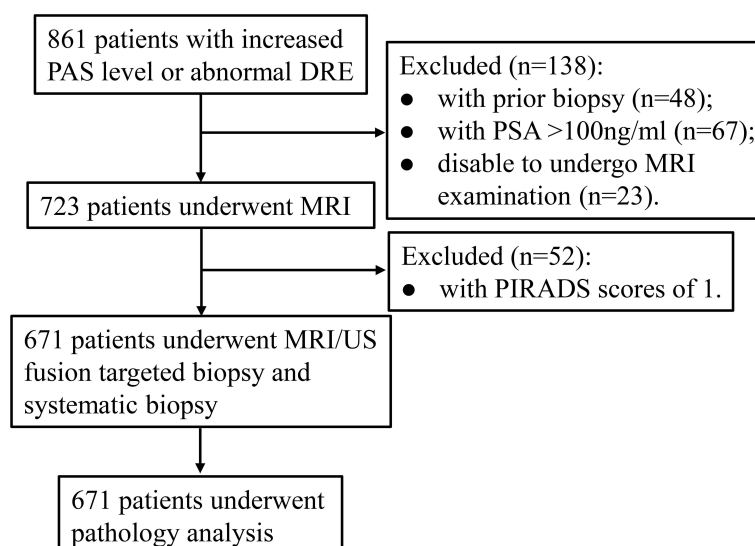 861 patients with increased
PAS level or abnormal DRE
Excluded (n=138):
● with prior biopsy (n=48);
● with PSA >100ng/ml (n=67);
● disable to undergo MRI
examination (n=23).
723 patients underwent MRI
Excluded (n=52):
● with PIRADS scores of 1.
671 patients underwent MRI/US
fusion targeted biopsy and
systematic biopsy
671 patients underwent
pathology analysis